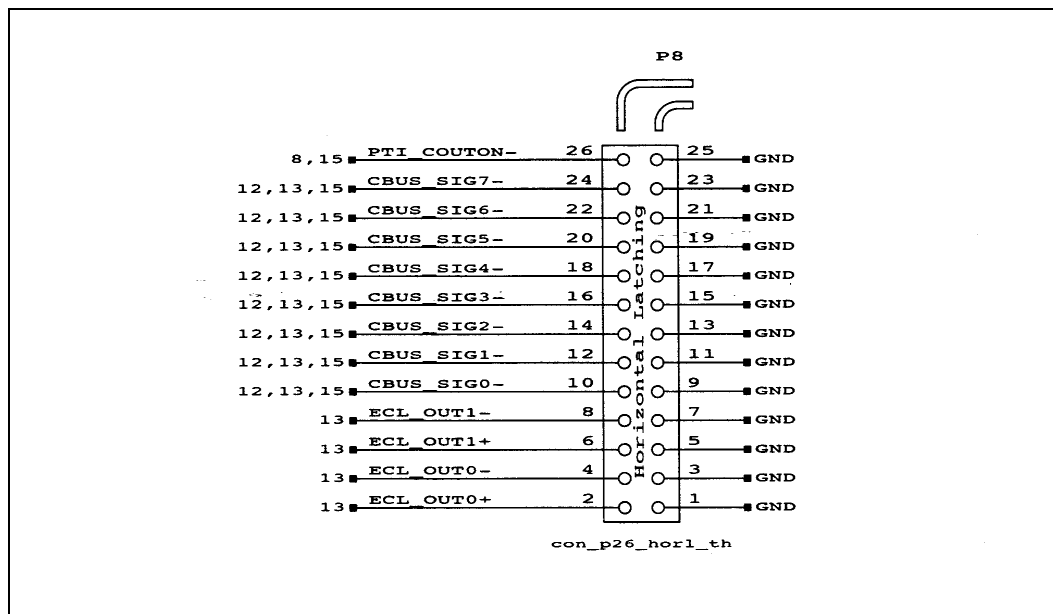 P8
8,15 PTI_COUTON- 26 25 GND
12,13,15 CBUS_SIG7- 24 23 GND
12,13,15 CBUS_SIG6- 22 21 GND
12,13,15 CBUS_SIG5- 20 19 GND
12,13,15 CBUS_SIG4- 18 17 GND
12,13,15 CBUS_SIG3- 16 15 GND
12,13,15 CBUS_SIG2- 14 13 GND
12,13,15 CBUS_SIG1- 12 11 GND
12,13,15 CBUS_SIG0- 10 9 GND
13 ECL_OUT1- 8 7 GND
13 ECL_OUT1+ 6 5 GND
13 ECL_OUT0- 4 3 GND
13 ECL_OUT0+ 2 1 GND
Horizontal Latching
con_p26_horl_th